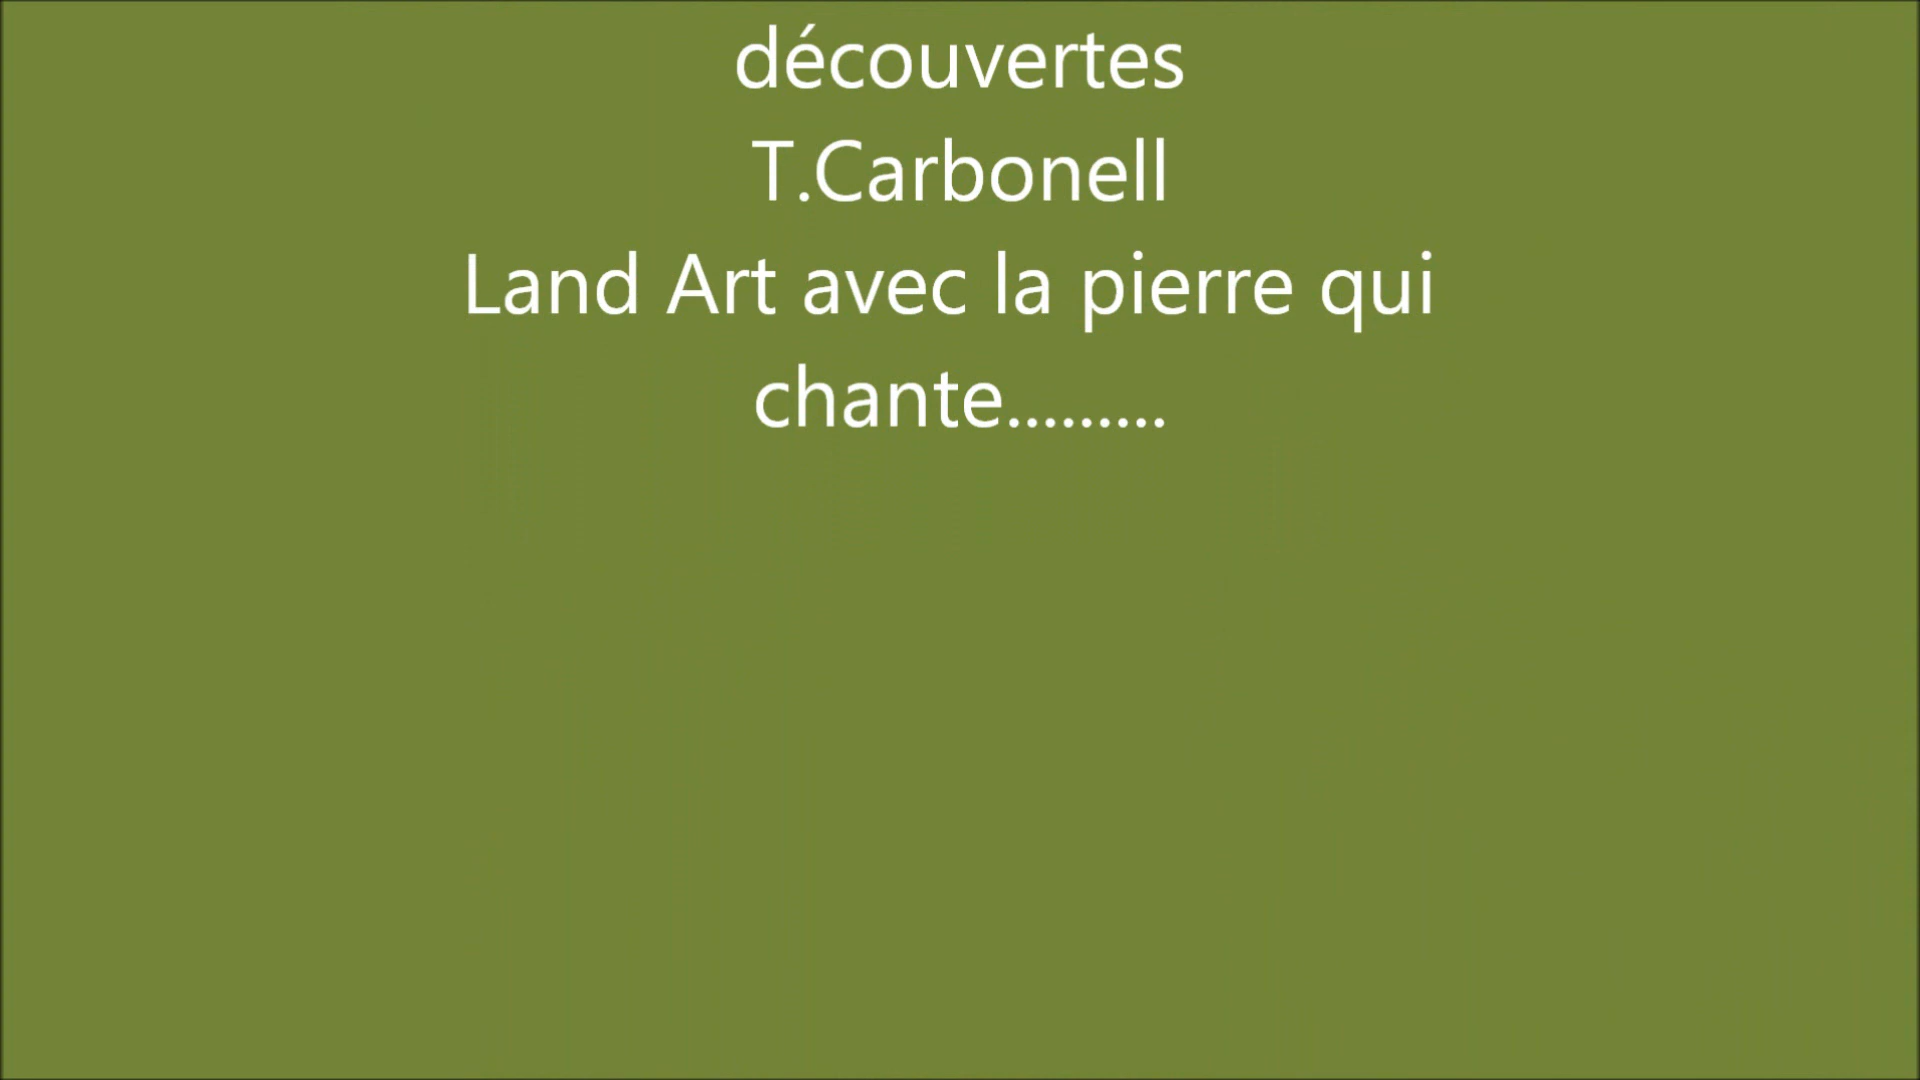 découvertes
T.Carbonell
Land Art avec la pierre qui
chante.........